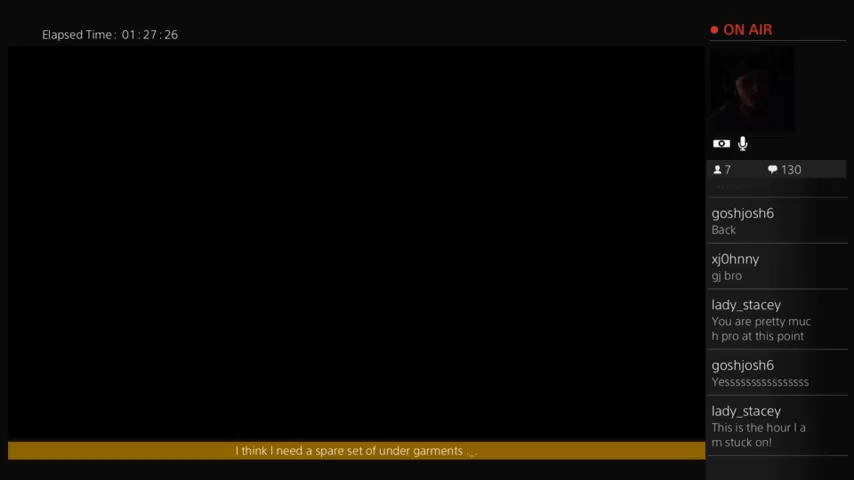 Elapsed Time: 01:27:26
ON AIR
7 130
goshjosh6
Back
xj0hnny
gj bro
lady_stacey
You are pretty muc
h pro at this point
goshjosh6
Yesssssssssssssssss
lady_stacey
This is the hour I a
m stuck on!
I think I need a spare set of under garments ._.